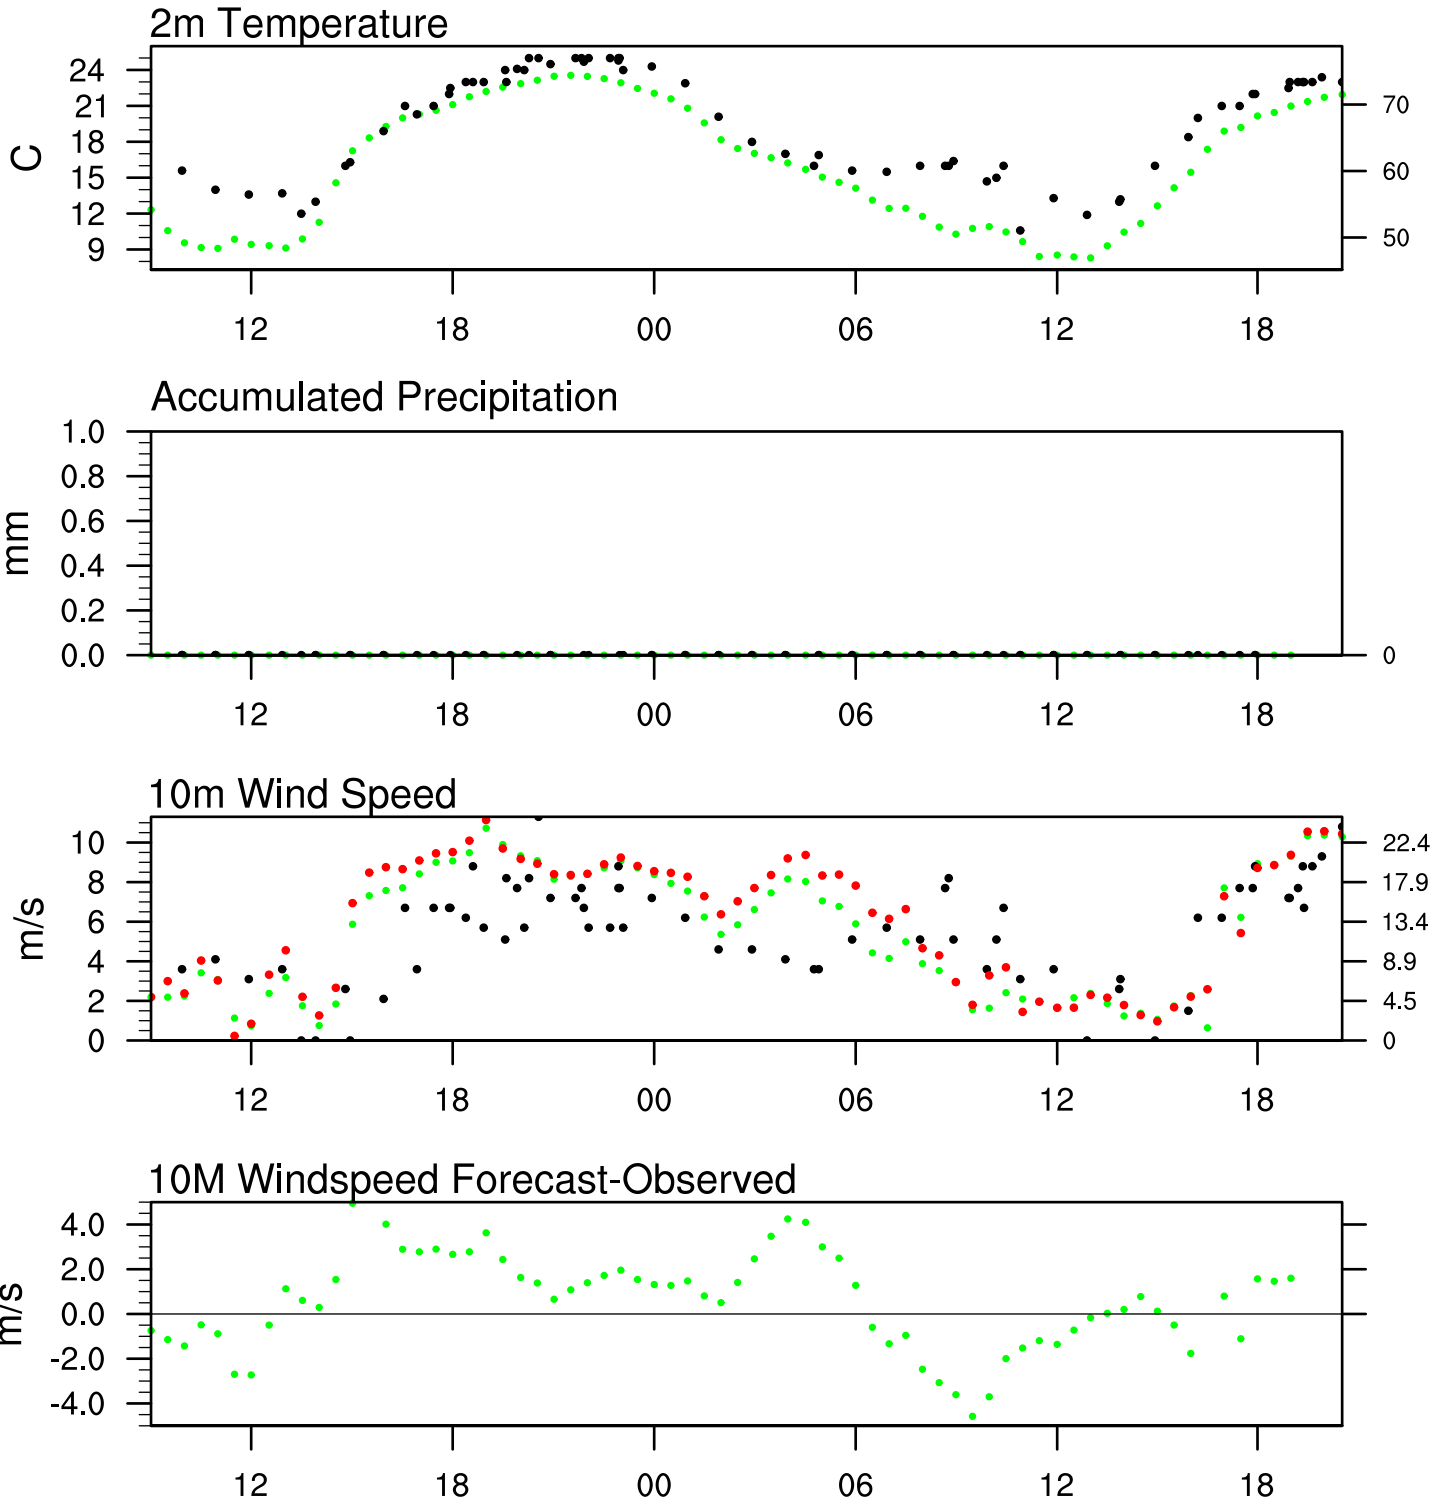 2m Temperature
24
21
18
15
12
9
C
70
60
50
12 18 00 06 12 18
Accumulated Precipitation
1.0
0.8
0.6
0.4
0.2
0.0
mm
0
12 18 00 06 12 18
10m Wind Speed
10
8
6
4
2
0
m/s
22.4
17.9
13.4
8.9
4.5
0
12 18 00 06 12 18
10M Windspeed Forecast-Observed
4.0
2.0
0.0
-2.0
-4.0
m/s
12 18 00 06 12 18